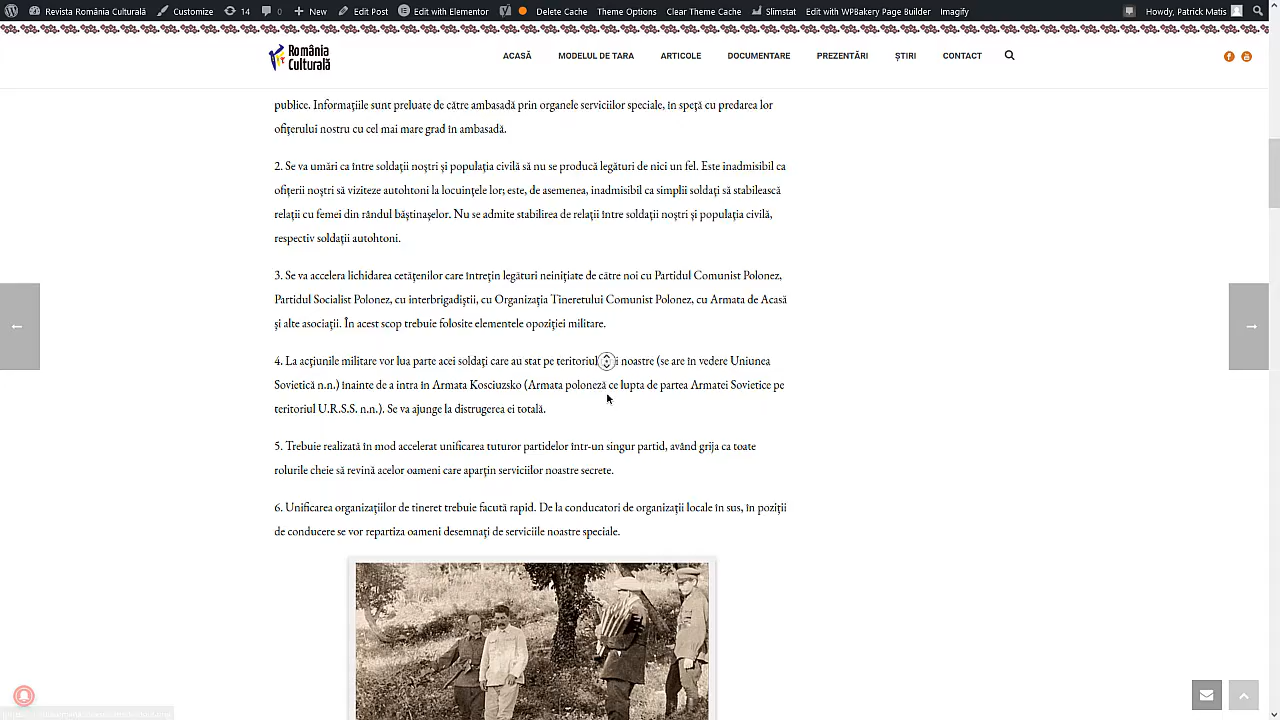 Revista România Culturală Customize 14 0 New Edit Post Edit with Elementor Delete Cache Theme Options Clear Theme Cache Slimstat Edit with WPBakery Page Builder Imagify Howdy, Patrick Matis
România
Culturală
ACASĂ MODELUL DE TARA ARTICOLE DOCUMENTARE PREZENTĂRI ȘTIRI CONTACT
publice. Informațiile sunt preluate de către ambasadă prin organele serviciilor speciale, în speță cu predarea lor
ofițerului nostru cu cel mai mare grad în ambasadă.
2. Se va umări ca între soldații noștri și populația civilă să nu se producă legături de nici un fel. Este inadmisibil ca
ofițerii noștri să viziteze autohtoni la locuințele lor; este, de asemenea, inadmisibil ca simplii soldați să stabilească
relații cu femei din rândul băștinașelor. Nu se admite stabilirea de relații între soldații noștri și populația civilă,
respectiv soldații autohtoni.
3. Se va accelera lichidarea cetățenilor care întrețin legături neinițiate de către noi cu Partidul Comunist Polonez,
Partidul Socialist Polonez, cu interbrigadiștii, cu Organizația Tineretului Comunist Polonez, cu Armata de Acasă
și alte asociații. În acest scop trebuie folosite elementele opoziției militare.
4. La acțiunile militare vor lua parte acei soldați care au stat pe teritoriul noastre (se are în vedere Uniunea
Sovietică n.n.) înainte de a intra în Armata Kosciuzsko (Armata poloneză ce lupta de partea Armatei Sovietice pe
teritoriul U.R.S.S. n.n.). Se va ajunge la distrugerea ei totală.
5. Trebuie realizată în mod accelerat unificarea tuturor partidelor într-un singur partid, având grija ca toate
rolurile cheie să revină acelor oameni care aparțin serviciilor noastre secrete.
6. Unificarea organizațiilor de tineret trebuie facută rapid. De la conducatori de organizații locale în sus, în poziții
de conducere se vor repartiza oameni desemnați de serviciile noastre speciale.